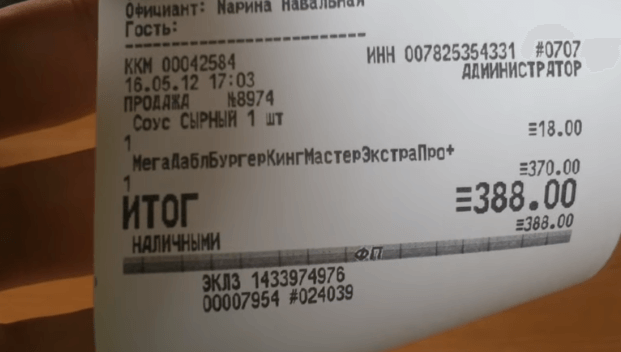 Официант: Марина Навальная
Гость:
------------------------
ККМ 00042584 ИНН 007825354331 #0707
16.05.12 17:03 АДМИНИСТРАТОР
ПРОДАЖА №8974
Соус СЫРНЫЙ 1 шт
1 ≡18.00
МегаДаблБургерКингМастерЭкстраПро+
1 ≡370.00
ИТОГ ≡388.00
НАЛИЧНЫМИ ≡388.00
ФП
ЭКЛЗ 1433974976
00007954 #024039